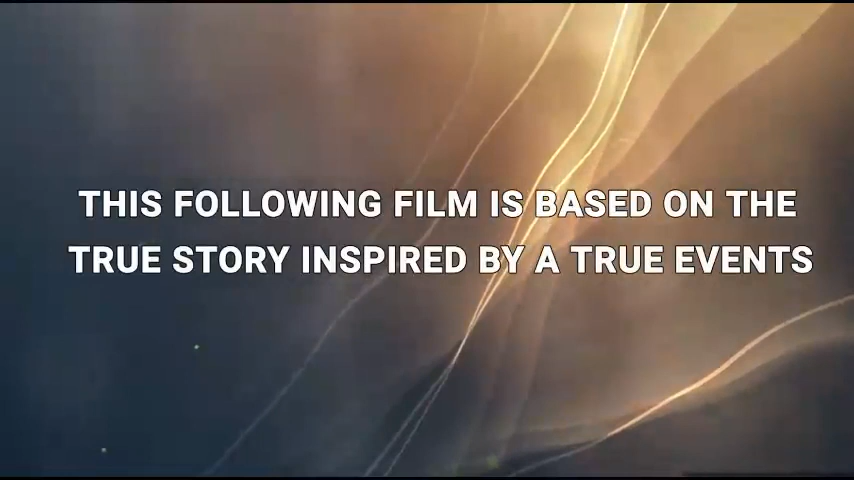 THIS FOLLOWING FILM IS BASED ON THE
TRUE STORY INSPIRED BY A TRUE EVENTS